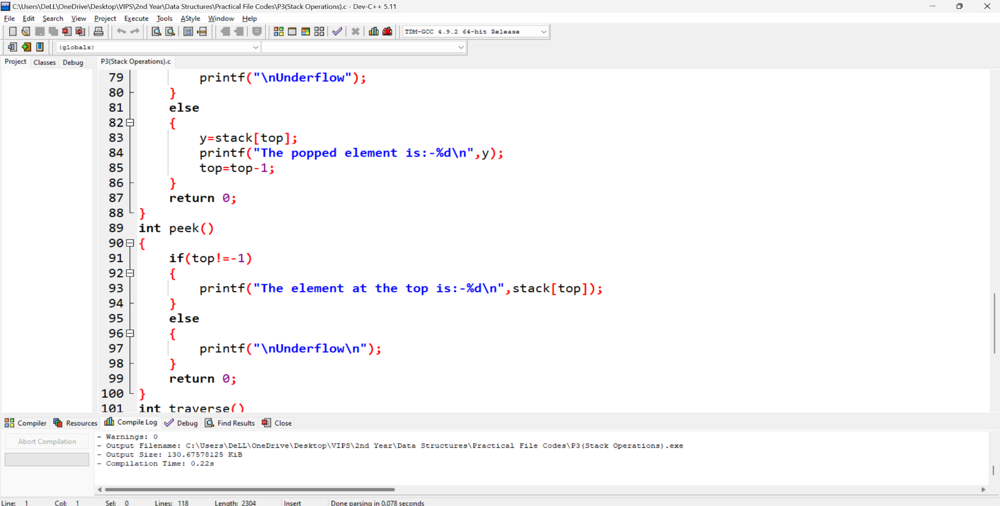 C:\Users\DeLL\OneDrive\Desktop\VIPS\2nd Year\Data Structures\Practical File Codes\P3(Stack Operations).c - Dev-C++ 5.11
File Edit Search View Project Execute Tools AStyle Window Help
TDM-GCC 4.9.2 64-bit Release
(globals)
Project Classes Debug P3(Stack Operations).c
79 printf("\nUnderflow");
80 }
81 else
82 {
83 y=stack[top];
84 printf("The popped element is:-%d\n",y);
85 top=top-1;
86 }
87 return 0;
88 }
89 int peek()
90 {
91 if(top!=-1)
92 {
93 printf("The element at the top is:-%d\n",stack[top]);
94 }
95 else
96 {
97 printf("\nUnderflow\n");
98 }
99 return 0;
100 }
101 int traverse()
Compiler Resources Compile Log Debug Find Results Close
Abort Compilation
- Warnings: 0
- Output Filename: C:\Users\DeLL\OneDrive\Desktop\VIPS\2nd Year\Data Structures\Practical File Codes\P3(Stack Operations).exe
- Output Size: 130.67578125 KiB
- Compilation Time: 0.22s
Line: 1 Col: 1 Sel: 0 Lines: 118 Length: 2304 Insert Done parsing in 0.078 seconds